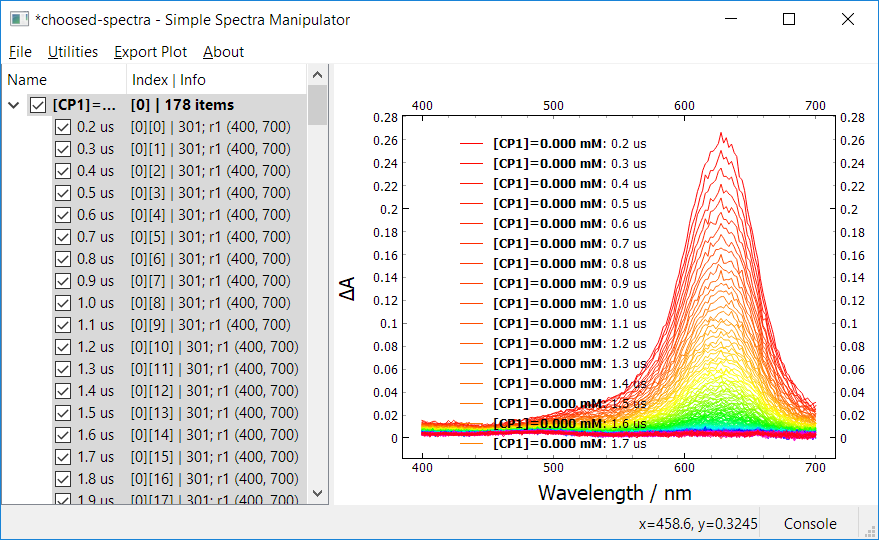 *choosed-spectra - Simple Spectra Manipulator
File Utilities Export Plot About
Name Index | Info
[CP1]=... [0] | 178 items
0.2 us [0][0] | 301; r1 (400, 700)
0.3 us [0][1] | 301; r1 (400, 700)
0.4 us [0][2] | 301; r1 (400, 700)
0.5 us [0][3] | 301; r1 (400, 700)
0.6 us [0][4] | 301; r1 (400, 700)
0.7 us [0][5] | 301; r1 (400, 700)
0.8 us [0][6] | 301; r1 (400, 700)
0.9 us [0][7] | 301; r1 (400, 700)
1.0 us [0][8] | 301; r1 (400, 700)
1.1 us [0][9] | 301; r1 (400, 700)
1.2 us [0][10] | 301; r1 (400, 700)
1.3 us [0][11] | 301; r1 (400, 700)
1.4 us [0][12] | 301; r1 (400, 700)
1.5 us [0][13] | 301; r1 (400, 700)
1.6 us [0][14] | 301; r1 (400, 700)
1.7 us [0][15] | 301; r1 (400, 700)
1.8 us [0][16] | 301; r1 (400, 700)
1.9 us [0][17] | 301; r1 (400, 700)
400 500 600 700
0.28 0.28
0.26 0.26
0.24 0.24
0.22 0.22
0.2 0.2
0.18 0.18
0.16 0.16
0.14 0.14
0.12 0.12
0.1 0.1
0.08 0.08
0.06 0.06
0.04 0.04
0.02 0.02
0 0
ΔA
[CP1]=0.000 mM: 0.2 us
[CP1]=0.000 mM: 0.3 us
[CP1]=0.000 mM: 0.4 us
[CP1]=0.000 mM: 0.5 us
[CP1]=0.000 mM: 0.6 us
[CP1]=0.000 mM: 0.7 us
[CP1]=0.000 mM: 0.8 us
[CP1]=0.000 mM: 0.9 us
[CP1]=0.000 mM: 1.0 us
[CP1]=0.000 mM: 1.1 us
[CP1]=0.000 mM: 1.2 us
[CP1]=0.000 mM: 1.3 us
[CP1]=0.000 mM: 1.4 us
[CP1]=0.000 mM: 1.5 us
[CP1]=0.000 mM: 1.6 us
[CP1]=0.000 mM: 1.7 us
400 500 600 700
Wavelength / nm
x=458.6, y=0.3245 Console